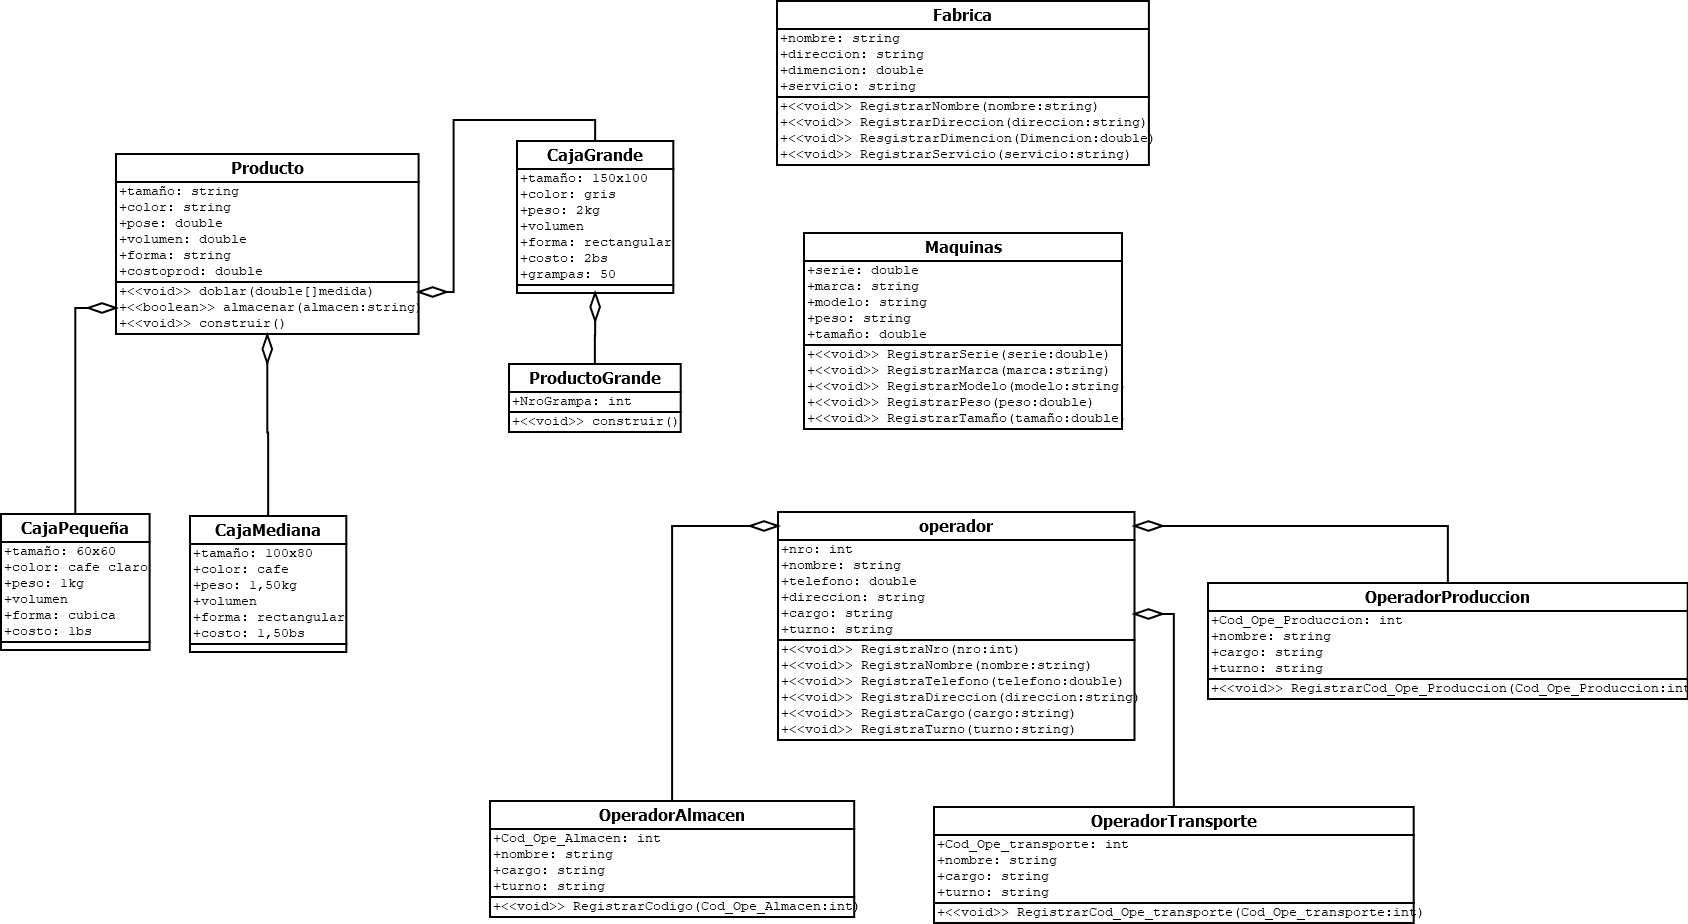 Fabrica
+nombre: string
+direccion: string
+dimencion: double
+servicio: string
+<<void>> RegistrarNombre(nombre:string)
+<<void>> RegistrarDireccion(direccion:string)
+<<void>> ResgistrarDimencion(Dimencion:double)
+<<void>> RegistrarServicio(servicio:string)
Producto
+tamaño: string
+color: string
+pose: double
+volumen: double
+forma: string
+costoprod: double
+<<void>> doblar(double[]medida)
+<<boolean>> almacenar(almacen:string)
+<<void>> construir()
CajaGrande
+tamaño: 150x100
+color: gris
+peso: 2kg
+volumen
+forma: rectangular
+costo: 2bs
+grampas: 50
Maquinas
+serie: double
+marca: string
+modelo: string
+peso: string
+tamaño: double
+<<void>> RegistrarSerie(serie:double)
+<<void>> RegistrarMarca(marca:string)
+<<void>> RegistrarModelo(modelo:string)
+<<void>> RegistrarPeso(peso:double)
+<<void>> RegistrarTamaño(tamaño:double)
ProductoGrande
+NroGrampa: int
+<<void>> construir()
CajaPequeña
+tamaño: 60x60
+color: cafe claro
+peso: 1kg
+volumen
+forma: cubica
+costo: 1bs
CajaMediana
+tamaño: 100x80
+color: cafe
+peso: 1,50kg
+volumen
+forma: rectangular
+costo: 1,50bs
operador
+nro: int
+nombre: string
+telefono: double
+direccion: string
+cargo: string
+turno: string
+<<void>> RegistraNro(nro:int)
+<<void>> RegistraNombre(nombre:string)
+<<void>> RegistraTelefono(telefono:double)
+<<void>> RegistraDireccion(direccion:string)
+<<void>> RegistraCargo(cargo:string)
+<<void>> RegistraTurno(turno:string)
OperadorProduccion
+Cod_Ope_Produccion: int
+nombre: string
+cargo: string
+turno: string
+<<void>> RegistrarCod_Ope_Produccion(Cod_Ope_Produccion:int
OperadorAlmacen
+Cod_Ope_Almacen: int
+nombre: string
+cargo: string
+turno: string
+<<void>> RegistrarCodigo(Cod_Ope_Almacen:int)
OperadorTransporte
+Cod_Ope_transporte: int
+nombre: string
+cargo: string
+turno: string
+<<void>> RegistrarCod_Ope_transporte(Cod_Ope_transporte:int)